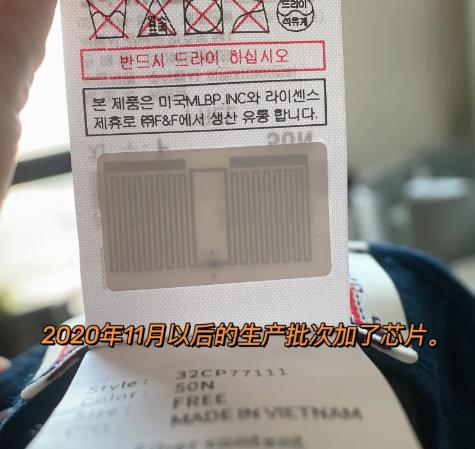 드라이
석유계
반드시 드라이 하십시오
본 제품은 미국MLBP.INC와 라이센스
제휴로 ㈜F&F에서 생산 유통 합니다.
50N
2020年11月以后的生产批次加了芯片。
32CP77111
Style:
50N
Color:
FREE
Size:
MADE IN VIETNAM
C/O:
Fiber content